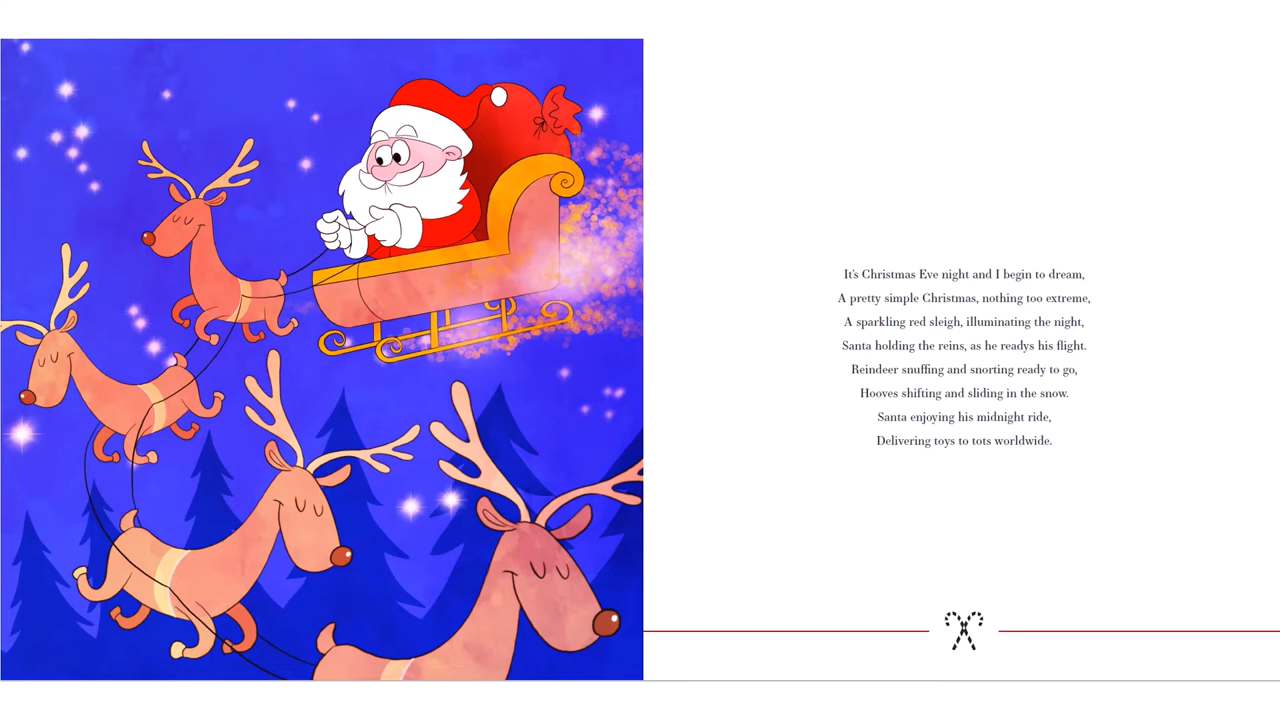 It's Christmas Eve night and I begin to dream,
A pretty simple Christmas, nothing too extreme,
A sparkling red sleigh, illuminating the night,
Santa holding the reins, as he readys his flight.
Reindeer snuffing and snorting ready to go,
Hooves shifting and sliding in the snow.
Santa enjoying his midnight ride,
Delivering toys to tots worldwide.